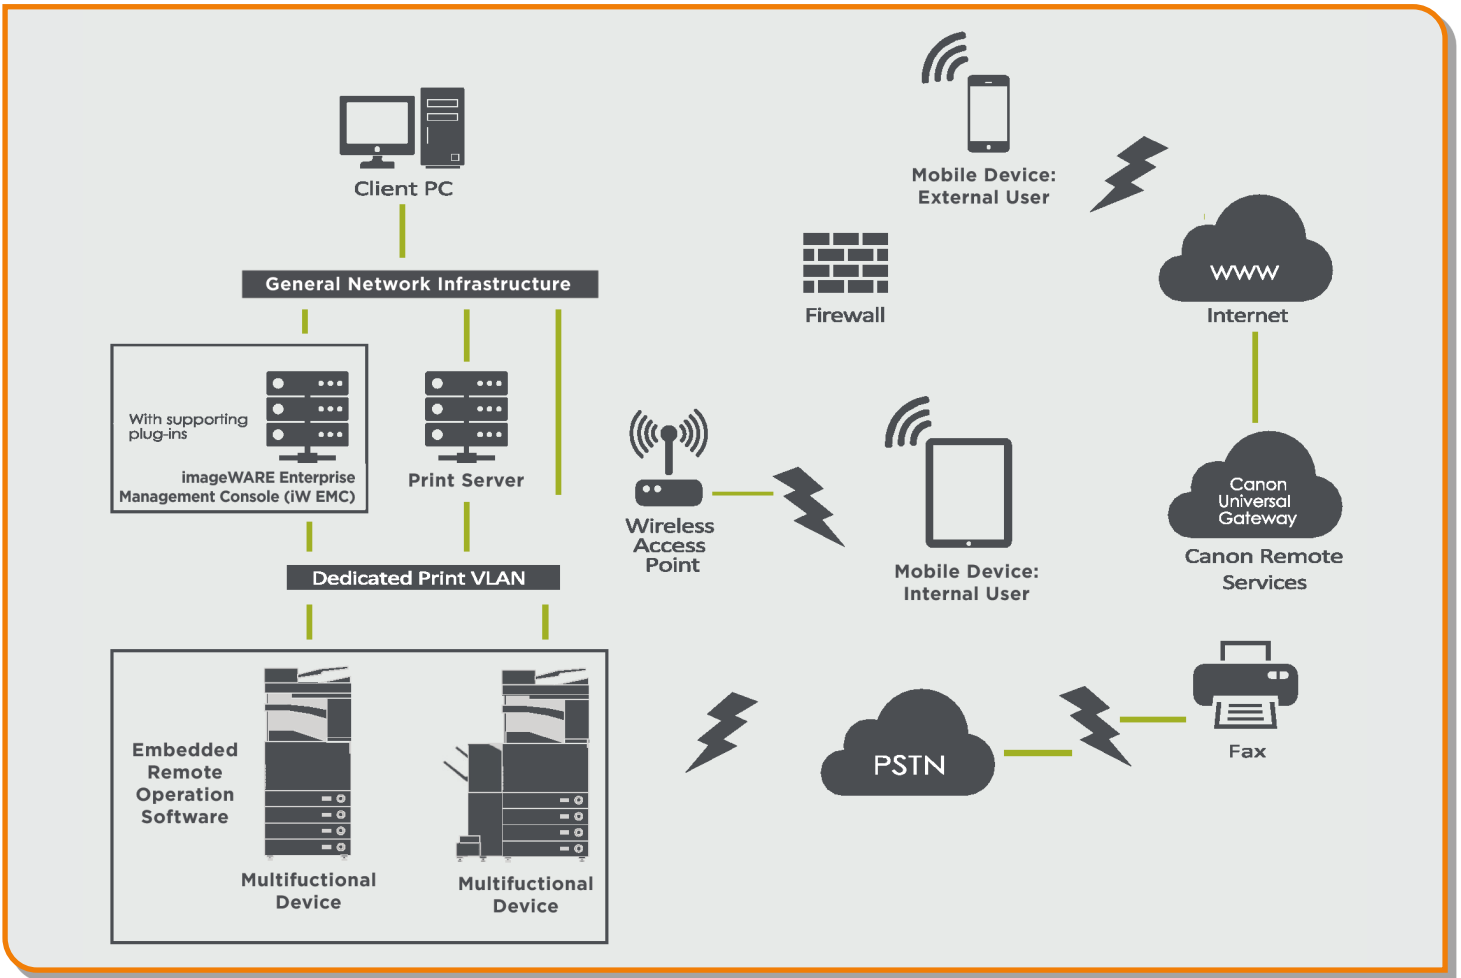 Client PC
General Network Infrastructure
With supporting
plug-ins
imageWARE Enterprise
Management Console (iW EMC)
Print Server
Dedicated Print VLAN
Embedded
Remote
Operation
Software
Multifuctional
Device
Multifuctional
Device
Mobile Device:
External User
Firewall
WWW
Internet
Wireless
Access
Point
Mobile Device:
Internal User
Canon
Universal
Gateway
Canon Remote
Services
PSTN
Fax